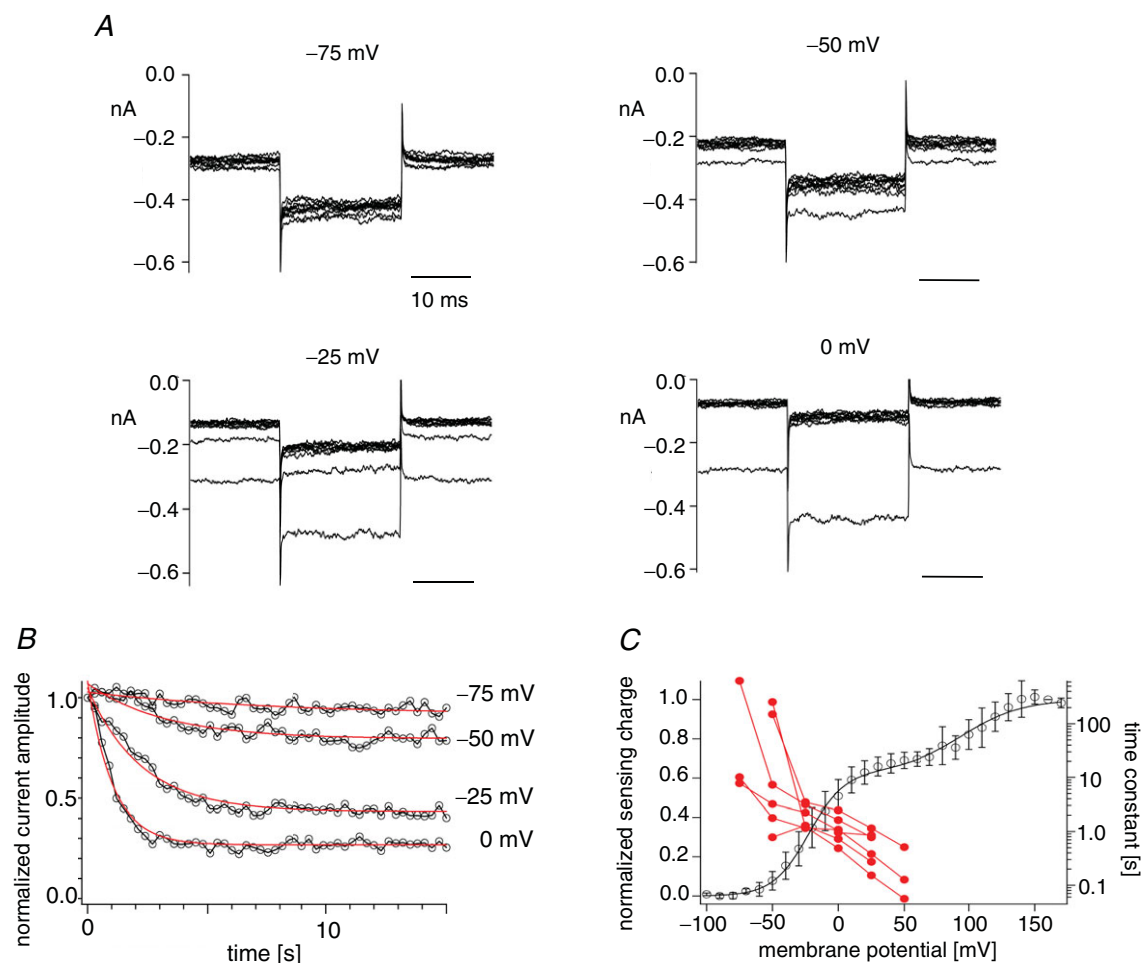 A
−75 mV
0.0
nA
−0.2
−0.4
−0.6
10 ms
−50 mV
0.0
nA
−0.2
−0.4
−0.6
−25 mV
0.0
nA
−0.2
−0.4
−0.6
0 mV
0.0
nA
−0.2
−0.4
−0.6
B
normalized current amplitude
1.0
0.5
0.0
0
10
time [s]
−75 mV
−50 mV
−25 mV
0 mV
C
normalized sensing charge
1.0
0.8
0.6
0.4
0.2
0.0
−100
−50
0
50
100
150
membrane potential [mV]
100
10
1.0
0.1
time constant [s]